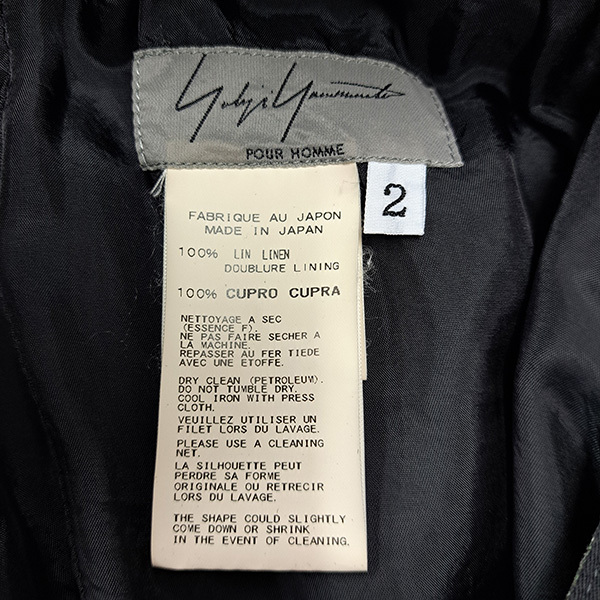 Yohji Yamamoto
POUR HOMME
2
FABRIQUE AU JAPON
MADE IN JAPAN
100% LIN LINEN
DOUBLURE LINING
100% CUPRO CUPRA
NETTOYAGE A SEC
(ESSENCE F).
NE PAS FAIRE SECHER A
LA MACHINE.
REPASSER AU FER TIEDE
AVEC UNE ETOFFE.
DRY CLEAN (PETROLEUM).
DO NOT TUMBLE DRY.
COOL IRON WITH PRESS
CLOTH.
VEUILLEZ UTILISER UN
FILET LORS DU LAVAGE.
PLEASE USE A CLEANING
NET.
LA SILHOUETTE PEUT
PERDRE SA FORME
ORIGINALE OU RETRECIR
LORS DU LAVAGE.
THE SHAPE COULD SLIGHTLY
COME DOWN OR SHRINK
IN THE EVENT OF CLEANING.